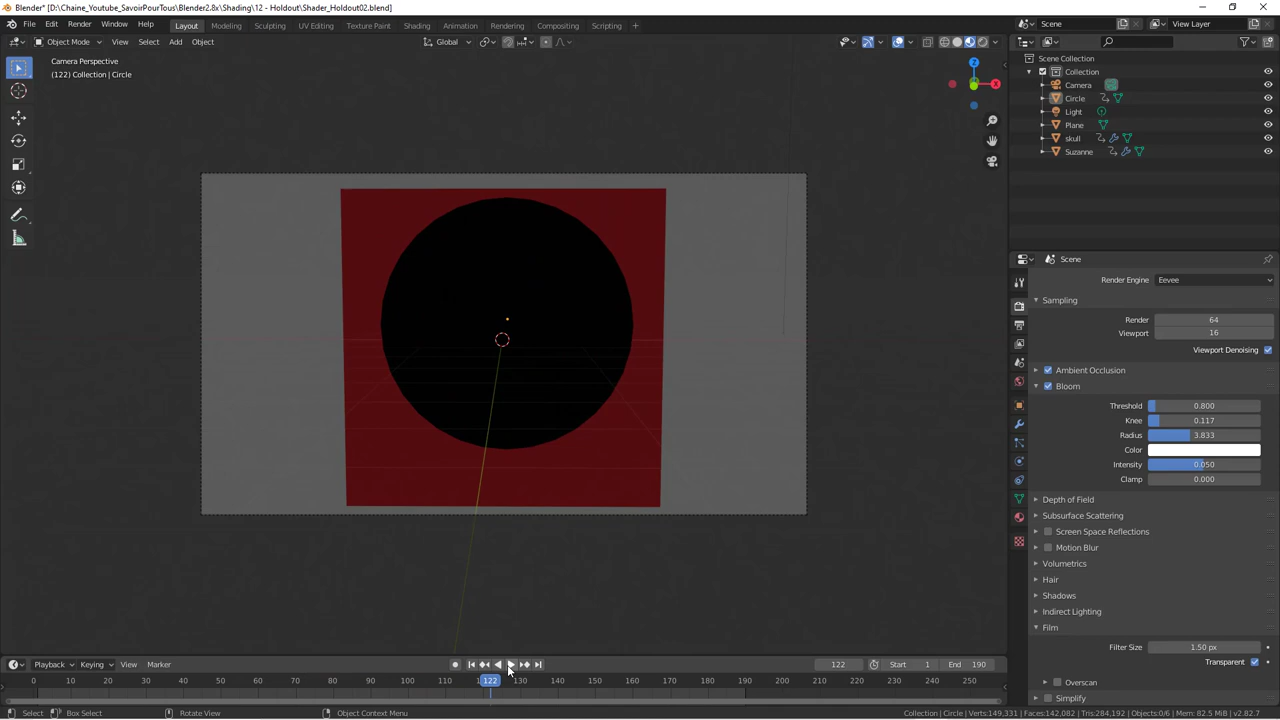 Blender* [D:\Chaine_Youtube_SavoirPourTous\Blender2.8x\Shading\12 - Holdout\Shader_Holdout02.blend]
File Edit Render Window Help Layout Modeling Sculpting UV Editing Texture Paint Shading Animation Rendering Compositing Scripting + Scene View Layer
Object Mode View Select Add Object Global
Camera Perspective
(122) Collection | Circle
Z
X
Scene Collection
Collection
Camera
Circle
Light
Plane
skull
Suzanne
Scene
Render Engine Eevee
Sampling
Render 64
Viewport 16
Viewport Denoising
Ambient Occlusion
Bloom
Threshold 0.800
Knee 0.117
Radius 3.833
Color
Intensity 0.050
Clamp 0.000
Depth of Field
Subsurface Scattering
Screen Space Reflections
Motion Blur
Volumetrics
Hair
Shadows
Indirect Lighting
Film
Filter Size 1.50 px
Transparent
Overscan
Simplify
Playback Keying View Marker 122 Start 1 End 190
0 10 20 30 40 50 60 70 80 90 100 110 122 130 140 150 160 170 180 190 200 210 220 230 240 250
Select Box Select Rotate View Object Context Menu Collection | Circle | Verts:149,331 | Faces:142,082 | Tris:284,192 | Objects:0/6 | Mem: 82.5 MiB | v2.82.7